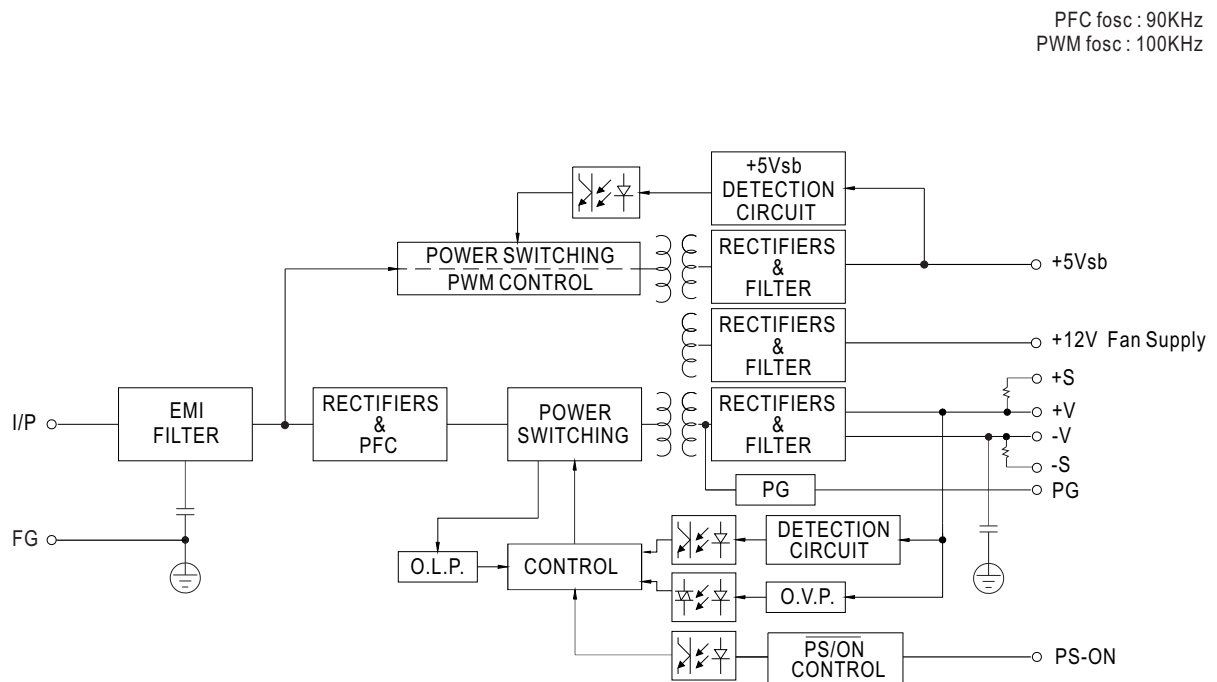 PFC fosc : 90KHz
PWM fosc : 100KHz
+5Vsb
DETECTION
CIRCUIT
POWER SWITCHING
PWM CONTROL
RECTIFIERS
&
FILTER
+5Vsb
RECTIFIERS
&
FILTER
+12V Fan Supply
I/P
EMI
FILTER
RECTIFIERS
&
PFC
POWER
SWITCHING
RECTIFIERS
&
FILTER
+S
+V
-V
-S
PG
PG
FG
O.L.P.
CONTROL
DETECTION
CIRCUIT
O.V.P.
PS/ON
CONTROL
PS-ON